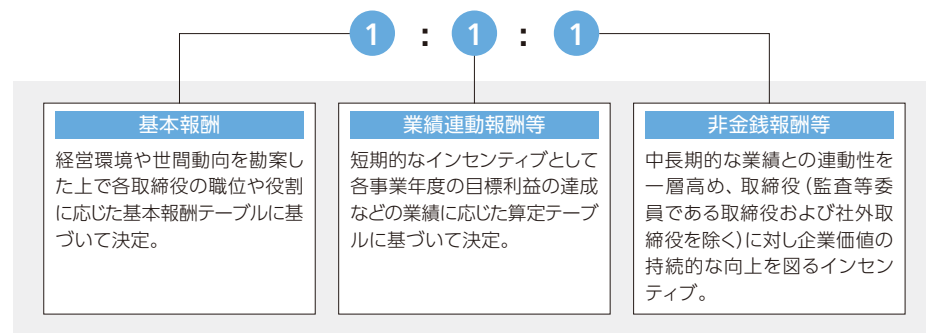 1 : 1 : 1
基本報酬
経営環境や世間動向を勘案し
た上で各取締役の職位や役割
に応じた基本報酬テーブルに基
づいて決定。
業績連動報酬等
短期的なインセンティブとして
各事業年度の目標利益の達成
などの業績に応じた算定テーブ
ルに基づいて決定。
非金銭報酬等
中長期的な業績との連動性を
一層高め、取締役(監査等委
員である取締役および社外取
締役を除く)に対し企業価値の
持続的な向上を図るインセン
ティブ。